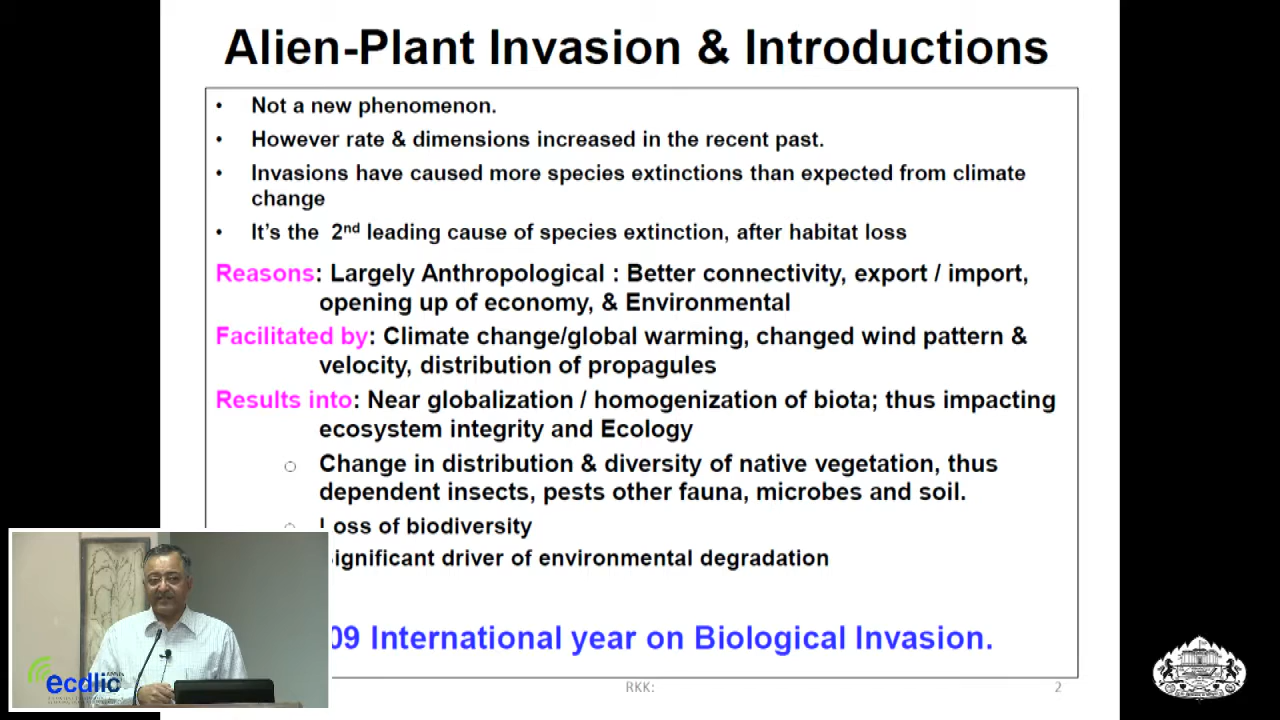 Alien-Plant Invasion & Introductions
• Not a new phenomenon.
• However rate & dimensions increased in the recent past.
• Invasions have caused more species extinctions than expected from climate
change
• It's the 2nd leading cause of species extinction, after habitat loss
Reasons: Largely Anthropological : Better connectivity, export / import,
opening up of economy, & Environmental
Facilitated by: Climate change/global warming, changed wind pattern &
velocity, distribution of propagules
Results into: Near globalization / homogenization of biota; thus impacting
ecosystem integrity and Ecology
○ Change in distribution & diversity of native vegetation, thus
dependent insects, pests other fauna, microbes and soil.
○ Loss of biodiversity
ignificant driver of environmental degradation
09 International year on Biological Invasion.
RKK:
2
ecdlic